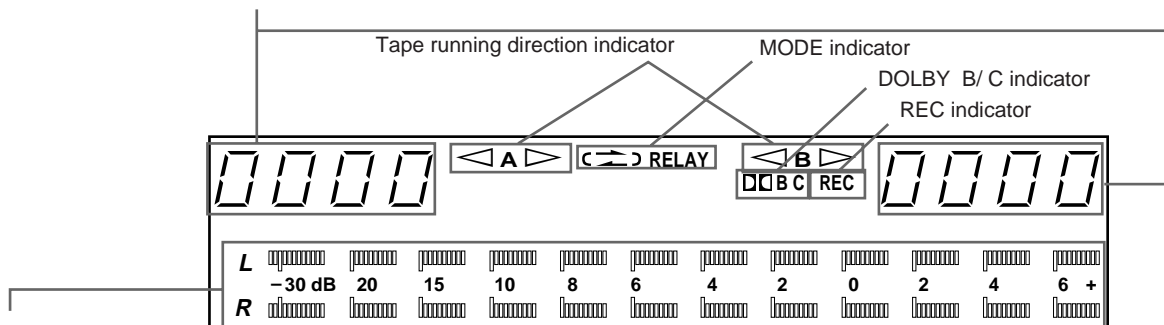 Tape running direction indicator MODE indicator
DOLBY B/ C indicator
REC indicator
0000 A RELAY B 0000
B C REC
L
−30 dB 20 15 10 8 6 4 2 0 2 4 6 +
R